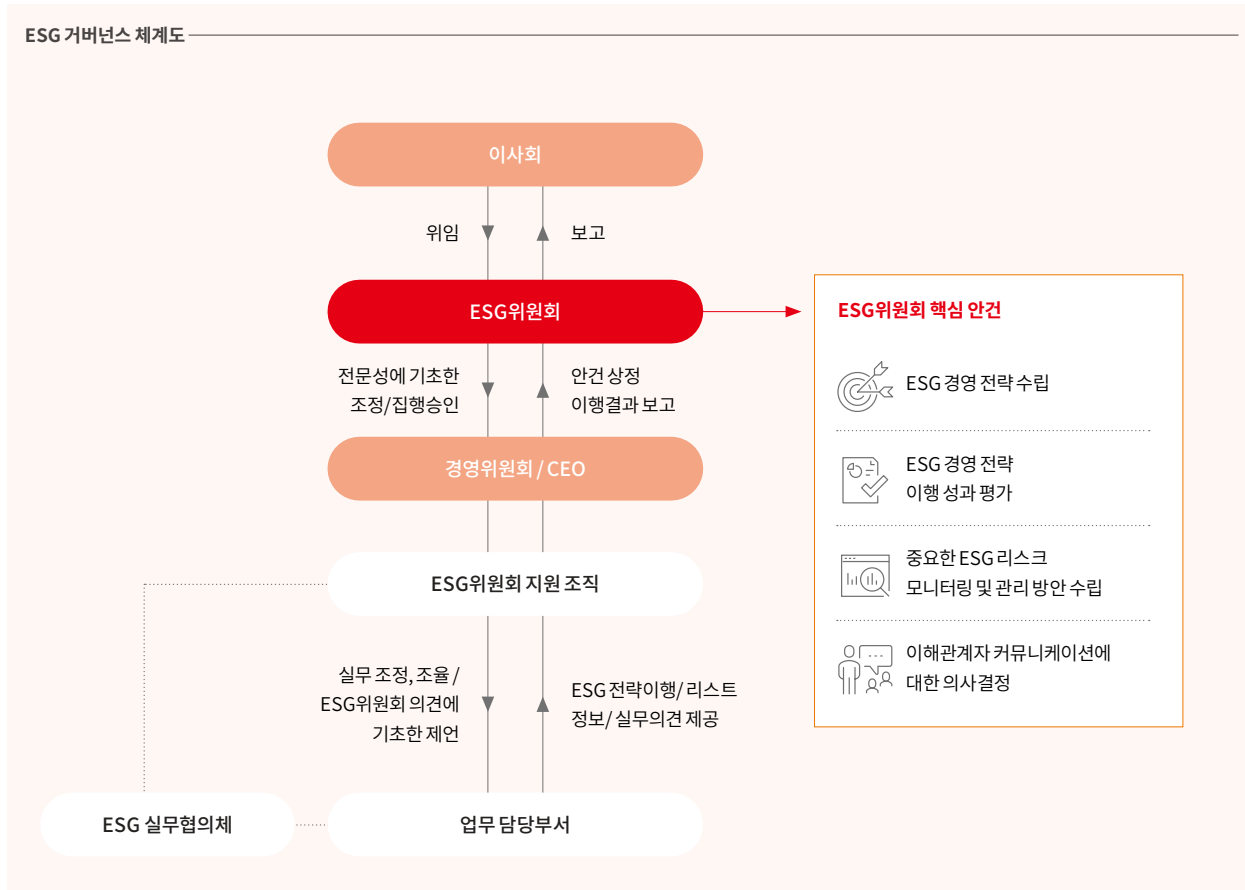 ESG 거버넌스 체계도
이사회
위임
보고
ESG위원회
전문성에 기초한
조정/집행승인
안건 상정
이행결과 보고
경영위원회 / CEO
ESG위원회 지원 조직
실무 조정, 조율 /
ESG위원회 의견에
기초한 제언
ESG 전략이행/ 리스트
정보/ 실무의견 제공
ESG 실무협의체
업무 담당부서
ESG위원회 핵심 안건
ESG 경영 전략 수립
ESG 경영 전략
이행 성과 평가
중요한 ESG 리스크
모니터링 및 관리 방안 수립
이해관계자 커뮤니케이션에
대한 의사결정